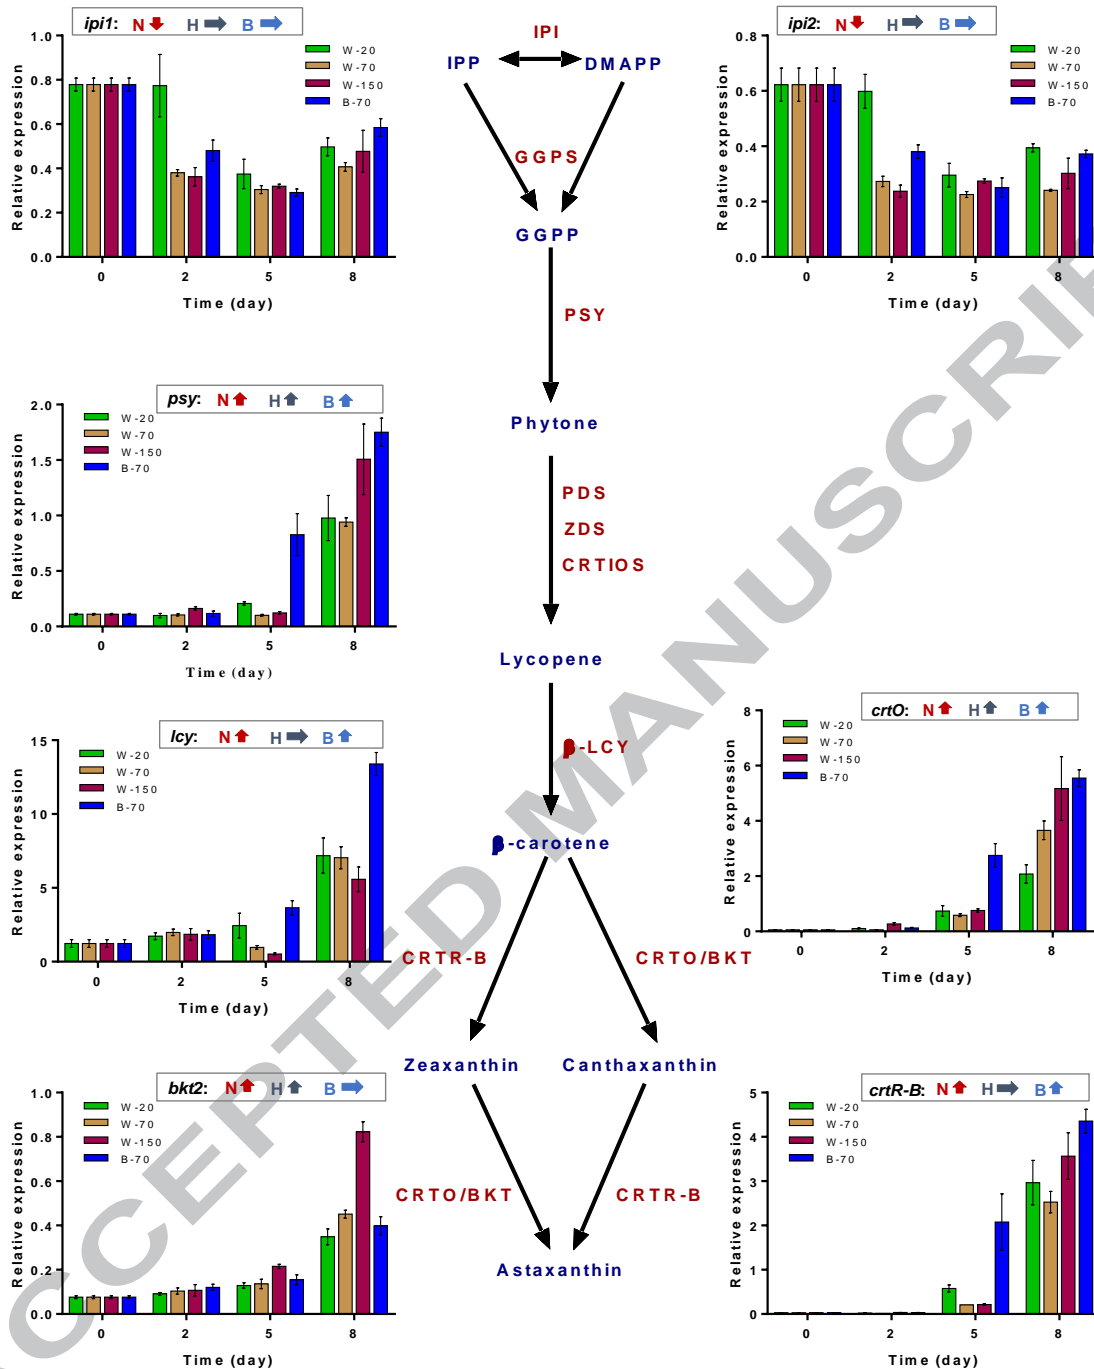 ipi1: N H B
1.0
0.8
0.6
0.4
0.2
0.0
Relative expression
W-20
W-70
W-150
B-70
0 2 5 8
Time (day)
IPI
IPP DMAPP
GGPS
GGPP
PSY
Phytone
PDS
ZDS
CRTIOS
Lycopene
β-LCY
β-carotene
CRTR-B CRTO/BKT
Zeaxanthin Canthaxanthin
CRTO/BKT CRTR-B
Astaxanthin
ipi2: N H B
0.8
0.6
0.4
0.2
0.0
Relative expression
W-20
W-70
W-150
B-70
0 2 5 8
Time (day)
psy: N H B
2.0
1.5
1.0
0.5
0.0
Relative expression
W-20
W-70
W-150
B-70
0 2 5 8
Time (day)
lcy: N H B
15
10
5
0
Relative expression
W-20
W-70
W-150
B-70
0 2 5 8
Time (day)
crtO: N H B
8
6
4
2
0
Relative expression
W-20
W-70
W-150
B-70
0 2 5 8
Time (day)
bkt2: N H B
1.0
0.8
0.6
0.4
0.2
0.0
Relative expression
W-20
W-70
W-150
B-70
0 2 5 8
Time (day)
crtR-B: N H B
5
4
3
2
1
0
Relative expression
W-20
W-70
W-150
B-70
0 2 5 8
Time (day)
CCEPTED MANUSCRIP